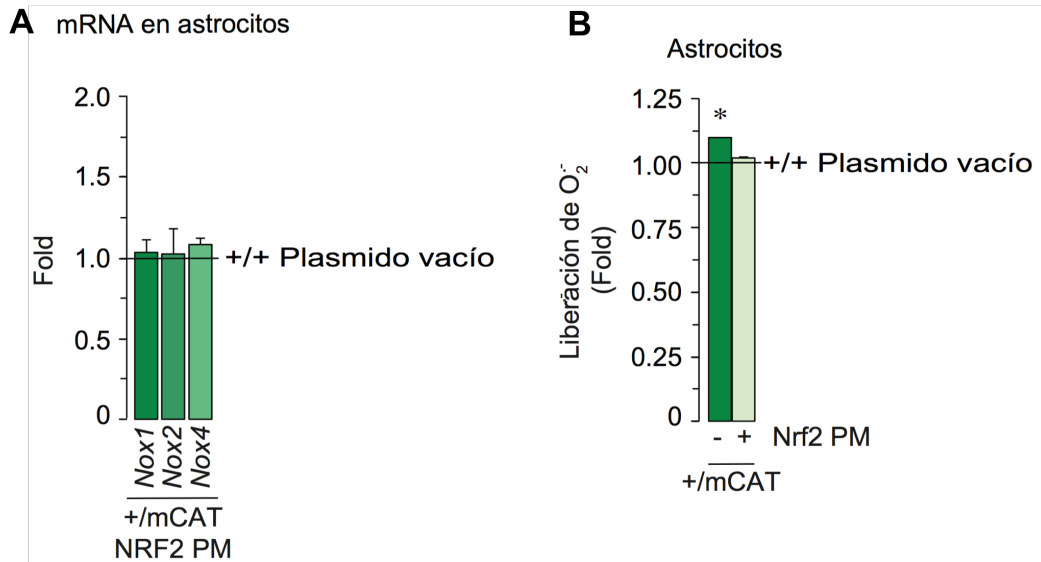 A mRNA en astrocitos
Fold
2.0
1.5
1.0
0.5
0
+/+ Plasmido vacío
Nox1
Nox2
Nox4
+/mCAT
NRF2 PM
B
Astrocitos
Liberación de O2.-
(Fold)
1.25
1.00
0.75
0.50
0.25
0
*
+/+ Plasmido vacío
- + Nrf2 PM
+/mCAT